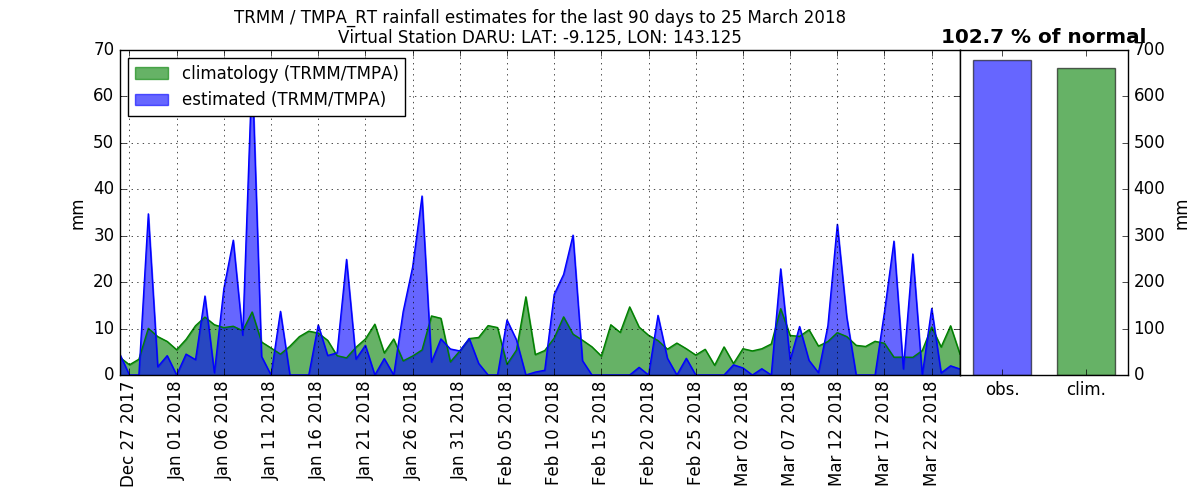 TRMM / TMPA_RT rainfall estimates for the last 90 days to 25 March 2018
Virtual Station DARU: LAT: -9.125, LON: 143.125
102.7 % of normal
climatology (TRMM/TMPA)
estimated (TRMM/TMPA)
70
60
50
40
30
20
10
0
mm
Dec 27 2017
Jan 01 2018
Jan 06 2018
Jan 11 2018
Jan 16 2018
Jan 21 2018
Jan 26 2018
Jan 31 2018
Feb 05 2018
Feb 10 2018
Feb 15 2018
Feb 20 2018
Feb 25 2018
Mar 02 2018
Mar 07 2018
Mar 12 2018
Mar 17 2018
Mar 22 2018
obs.
clim.
700
600
500
400
300
200
100
0
mm